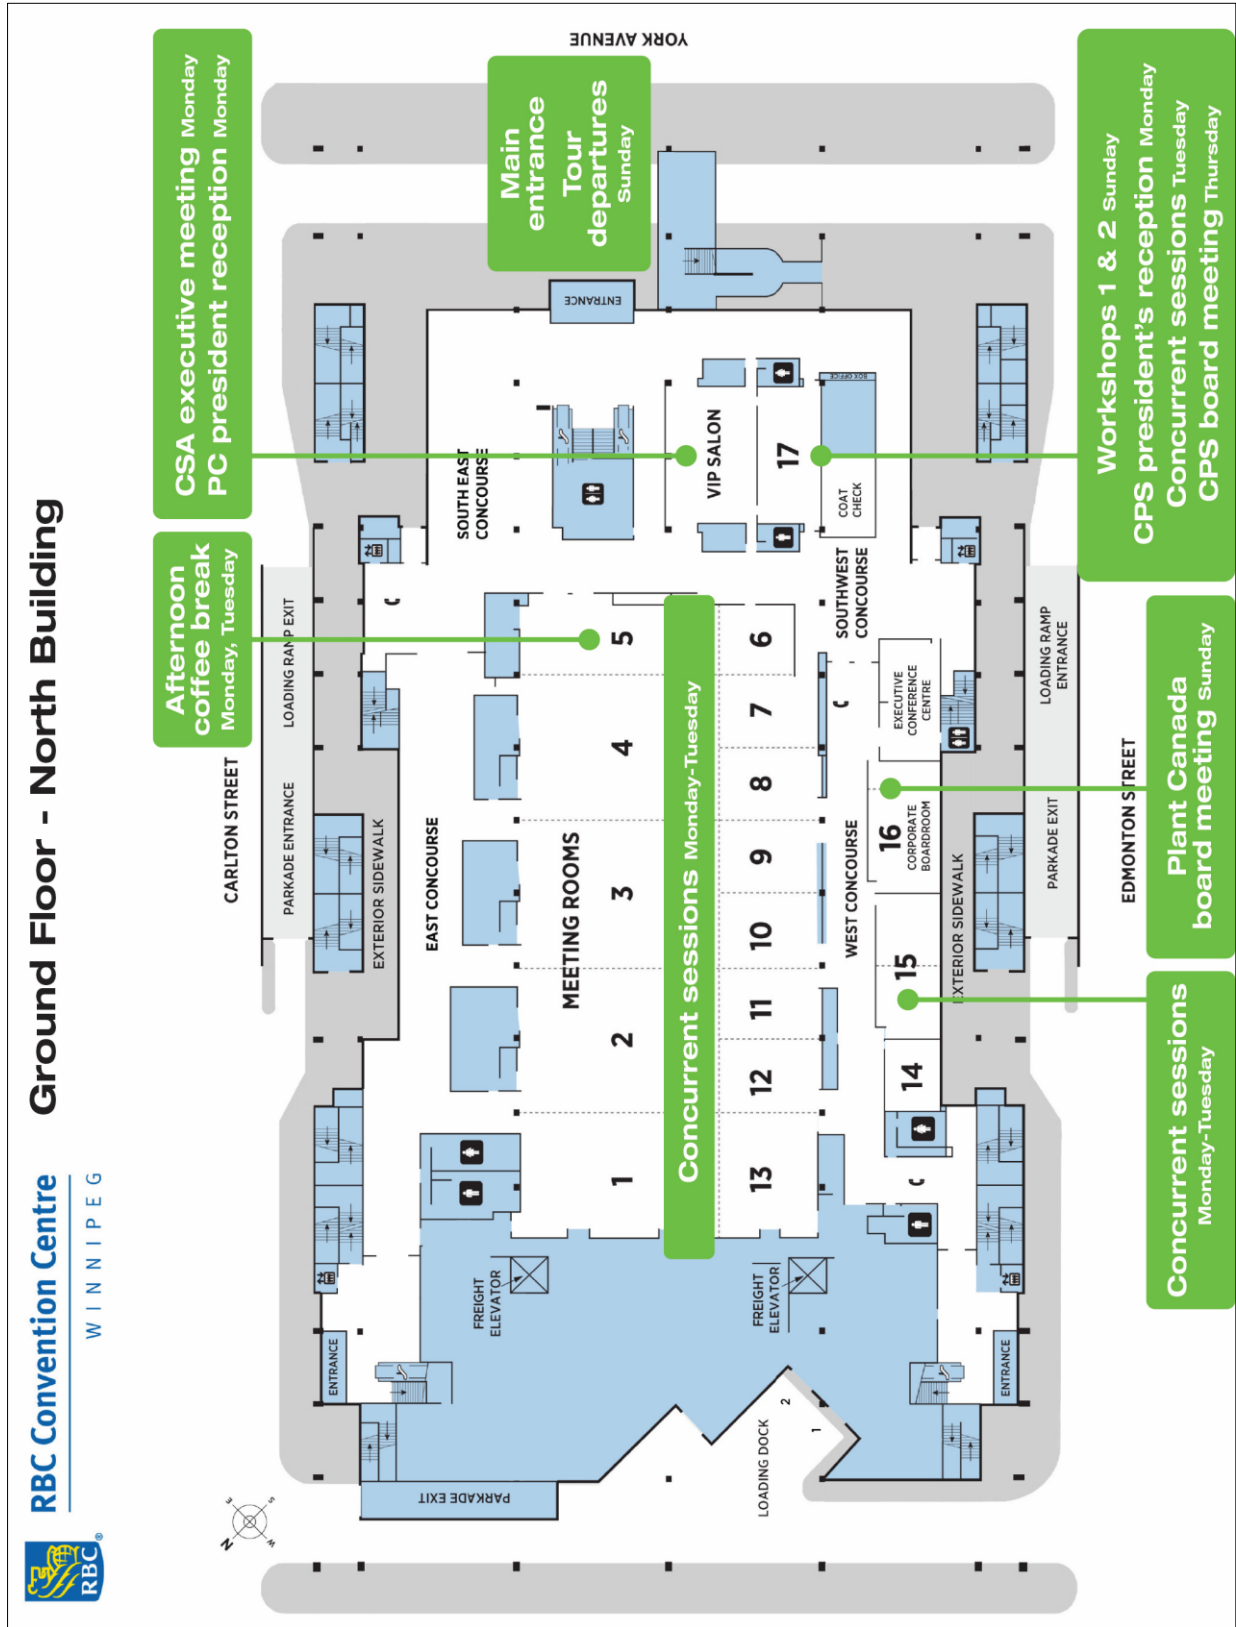 RBC
®
RBC Convention Centre
WINNIPEG
Ground Floor - North Building
N
E
S
W
CSA executive meeting Monday
PC president reception Monday
Afternoon
coffee break
Monday, Tuesday
Main
entrance
Tour
departures
Sunday
YORK AVENUE
CARLTON STREET
PARKADE ENTRANCE
LOADING RAMP EXIT
EXTERIOR SIDEWALK
EAST CONCOURSE
SOUTH EAST
CONCOURSE
ENTRANCE
ENTRANCE
PARKADE EXIT
FREIGHT
ELEVATOR
MEETING ROOMS
1
2
3
4
5
Concurrent sessions Monday-Tuesday
13
12
11
10
9
8
7
6
VIP SALON
17
BOX OFFICE
COAT
CHECK
FREIGHT
ELEVATOR
LOADING DOCK
2
1
WEST CONCOURSE
SOUTHWEST
CONCOURSE
14
15
16
CORPORATE
BOARDROOM
EXECUTIVE
CONFERENCE
CENTRE
ENTRANCE
EXTERIOR SIDEWALK
PARKADE EXIT
LOADING RAMP
ENTRANCE
EDMONTON STREET
Concurrent sessions
Monday-Tuesday
Plant Canada
board meeting Sunday
Workshops 1 & 2 Sunday
CPS president's reception Monday
Concurrent sessions Tuesday
CPS board meeting Thursday